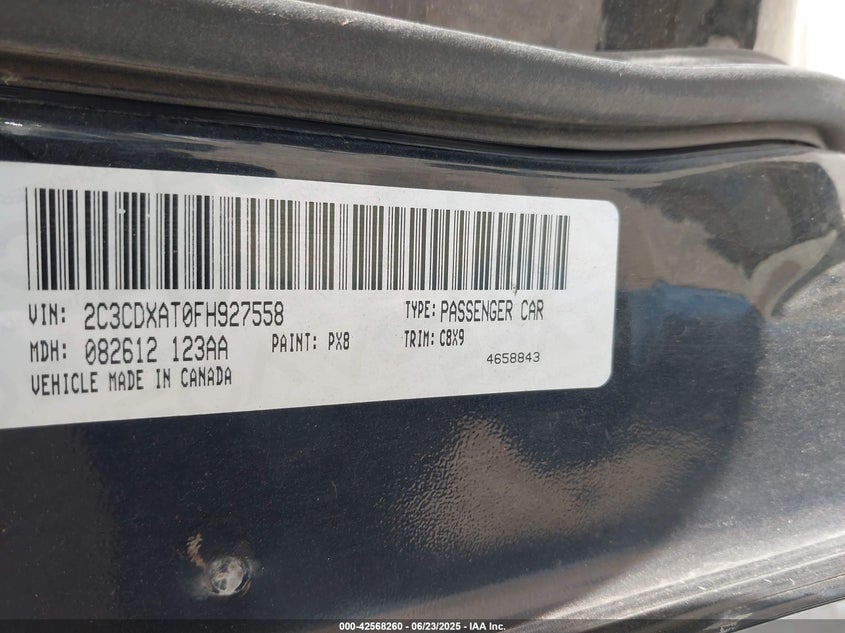 VIN: 2C3CDXAT0FH927558 TYPE: PASSENGER CAR
MDH: 082612 123AA PAINT: PX8 TRIM: C8X9
VEHICLE MADE IN CANADA 4658843
000-42568260 - 06/23/2025 - IAA Inc.